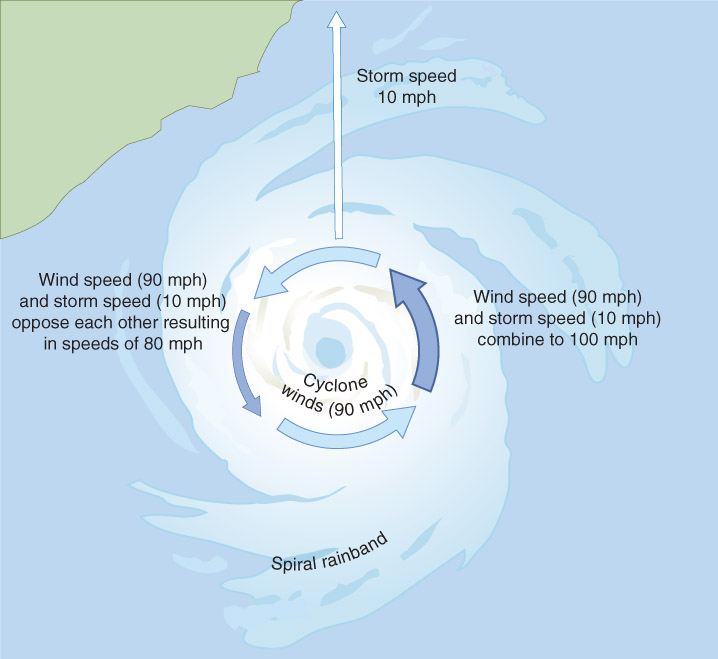 Storm speed
10 mph
Wind speed (90 mph)
and storm speed (10 mph)
oppose each other resulting
in speeds of 80 mph
Wind speed (90 mph)
and storm speed (10 mph)
combine to 100 mph
Cyclone
winds (90 mph)
Spiral rainband